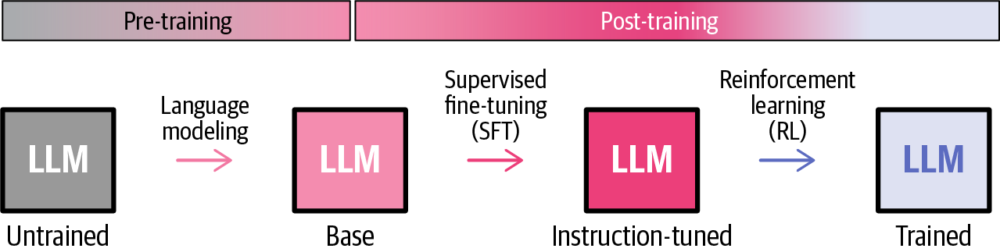 Pre-training
Post-training
Language
modeling
Supervised
fine-tuning
(SFT)
Reinforcement
learning
(RL)
LLM
LLM
LLM
LLM
Untrained
Base
Instruction-tuned
Trained